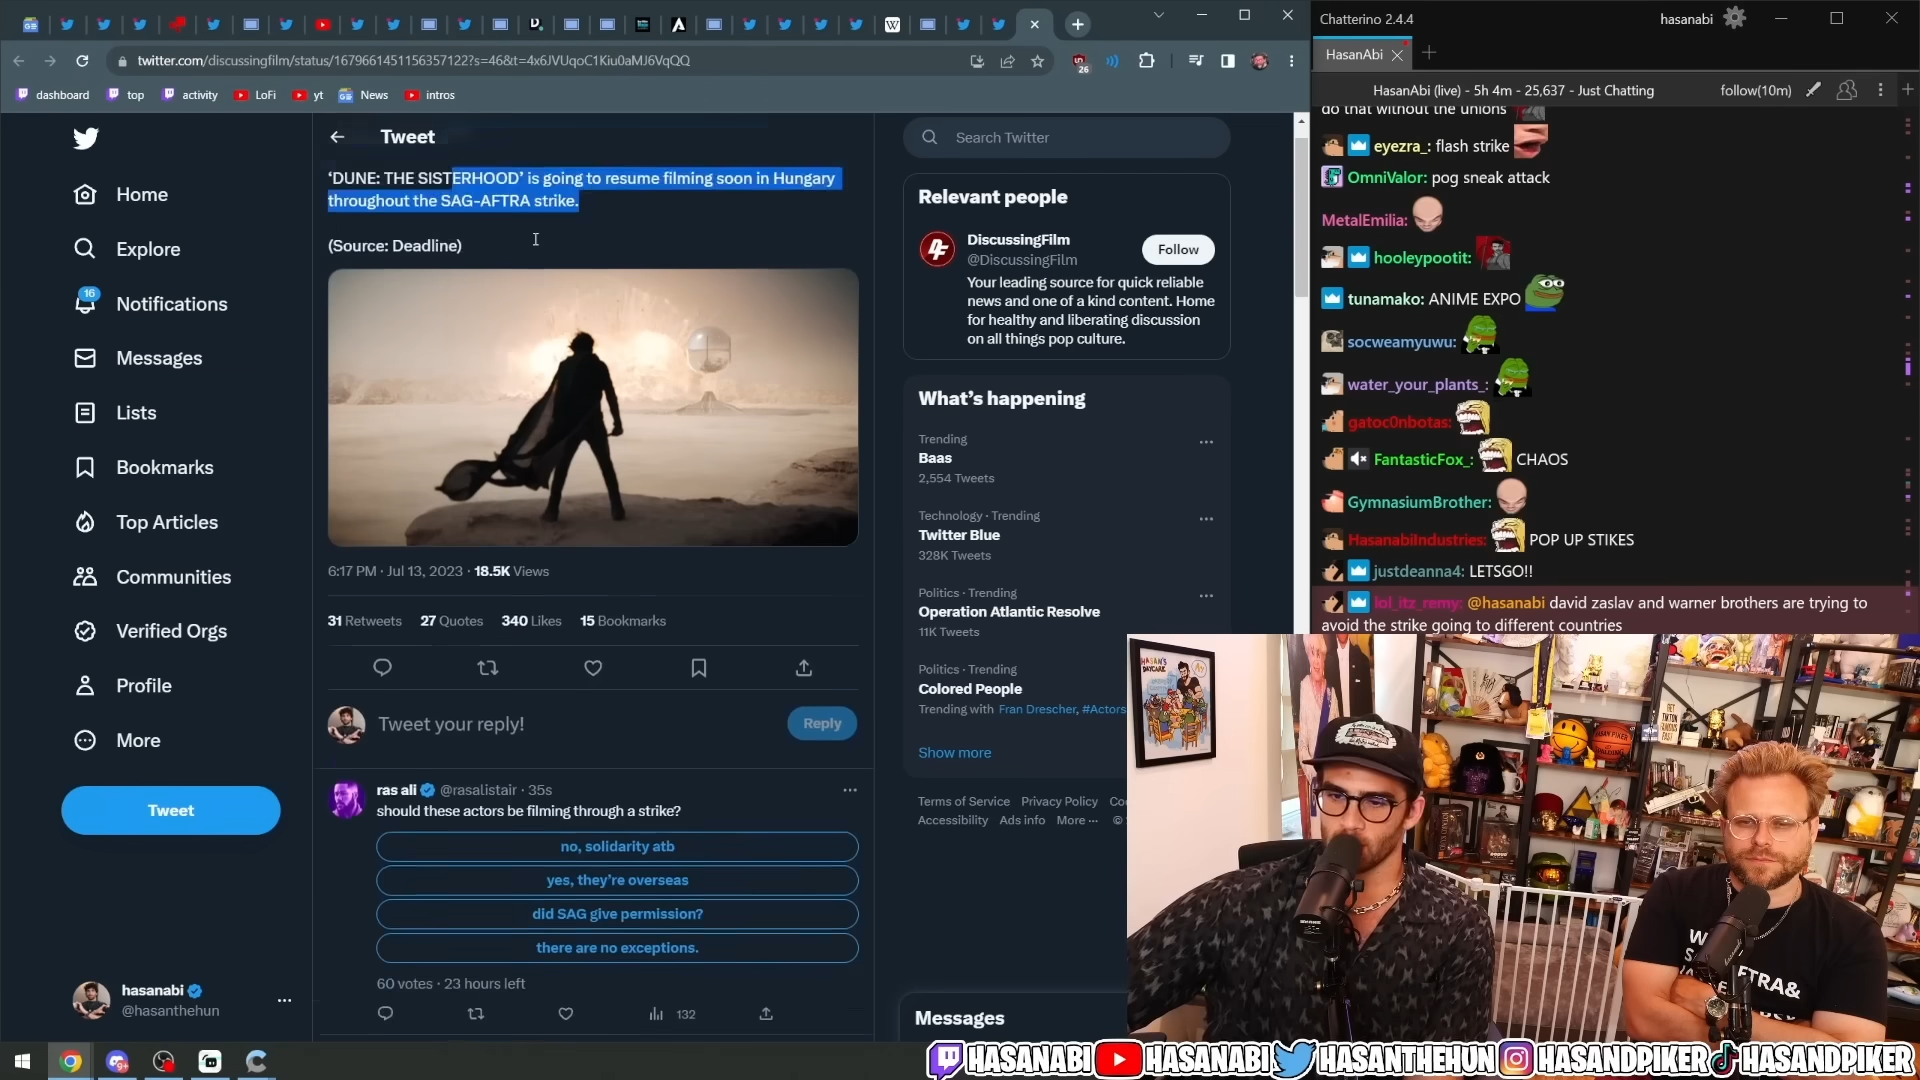 twitter.com/discussingfilm/status/1679661451156357122?s=46&t=4x6JVUqoC1Kiu0aMJ6VqQQ
26
dashboard
top
activity
LoFi
yt
News
intros
Home
Explore
16
Notifications
Messages
Lists
Bookmarks
Top Articles
Communities
Verified Orgs
Profile
More
Tweet
hasanabi
@hasanthehun
Tweet
‘DUNE: THE SISTERHOOD’ is going to resume filming soon in Hungary
throughout the SAG-AFTRA strike.
(Source: Deadline)
6:17 PM · Jul 13, 2023 · 18.5K Views
31 Retweets 27 Quotes 340 Likes 15 Bookmarks
Tweet your reply!
Reply
ras ali @rasalistair · 35s
should these actors be filming through a strike?
no, solidarity atb
yes, they’re overseas
did SAG give permission?
there are no exceptions.
60 votes · 23 hours left
132
Search Twitter
Relevant people
DiscussingFilm
@DiscussingFilm
Follow
Your leading source for quick reliable
news and one of a kind content. Home
for healthy and liberating discussion
on all things pop culture.
What’s happening
Trending
Baas
2,554 Tweets
Technology · Trending
Twitter Blue
328K Tweets
Politics · Trending
Operation Atlantic Resolve
11K Tweets
Politics · Trending
Colored People
Trending with Fran Drescher, #Actors
Show more
Terms of Service Privacy Policy Coo
Accessibility Ads info More ··· ©
Messages
Chatterino 2.4.4
hasanabi
HasanAbi
HasanAbi (live) - 5h 4m - 25,637 - Just Chatting
follow(10m)
do that without the unions
eyezra_: flash strike
OmniValor: pog sneak attack
MetalEmilia:
hooleypootit:
tunamako: ANIME EXPO
socweamyuwu:
water_your_plants_:
gatoc0nbotas:
FantasticFox_: CHAOS
GymnasiumBrother:
HasanabiIndustries: POP UP STIKES
justdeanna4: LETSGO!!
lol_itz_remy: @hasanabi david zaslav and warner brothers are trying to
avoid the strike going to different countries
HASANABI
HASANABI
HASANTHEHUN
HASANDPIKER
HASANDPIKER